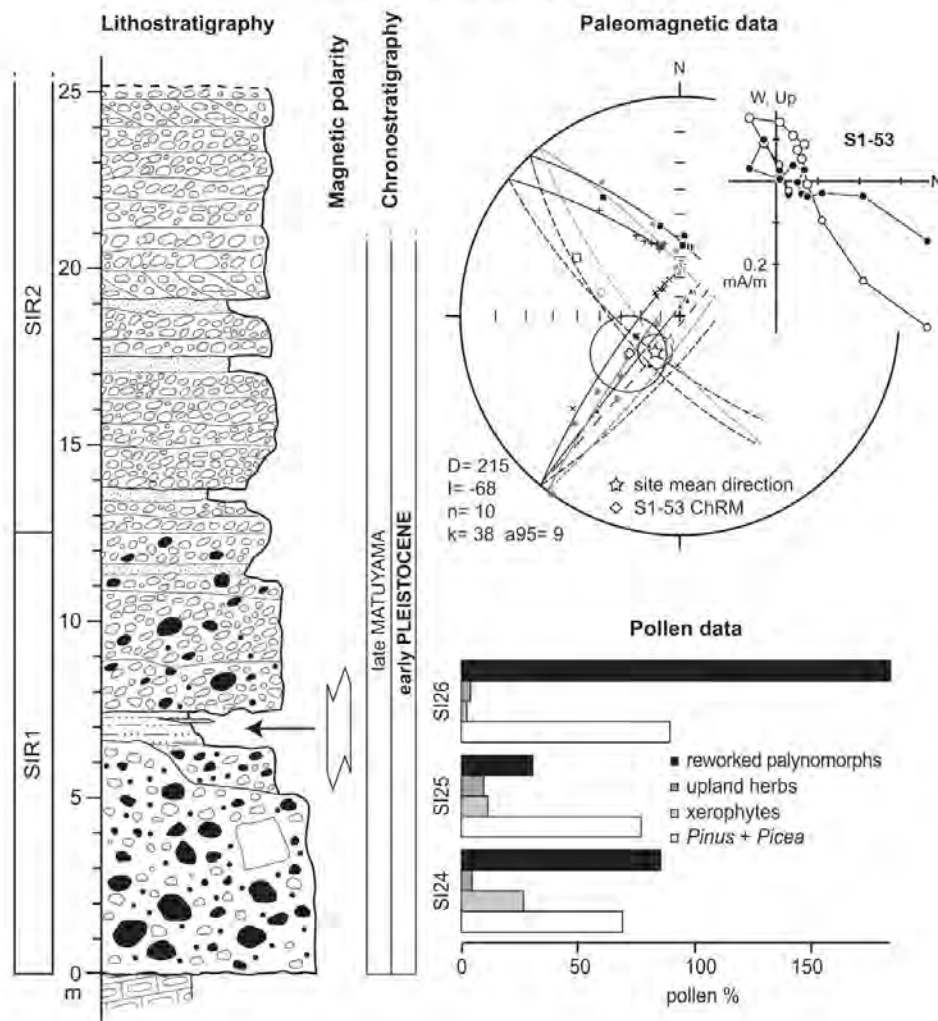 Lithostratigraphy
Magnetic polarity
Chronostratigraphy
Paleomagnetic data
25
20
15
10
5
0
m
SIR2
SIR1
late MATUYAMA
early PLEISTOCENE
N
W, Up
S1-53
N
0.2
mA/m
D= 215
I= -68
n= 10
k= 38 a95= 9
site mean direction
S1-53 ChRM
Pollen data
SI26
SI25
SI24
reworked palynomorphs
upland herbs
xerophytes
Pinus + Picea
0 50 100 150
pollen %